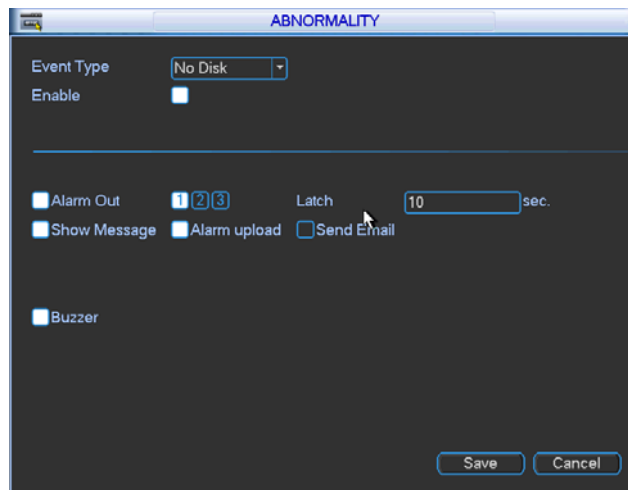 ABNORMALITY
Event Type No Disk
Enable
Alarm Out 1 2 3 Latch 10 sec.
Show Message Alarm upload Send Email
Buzzer
Save Cancel